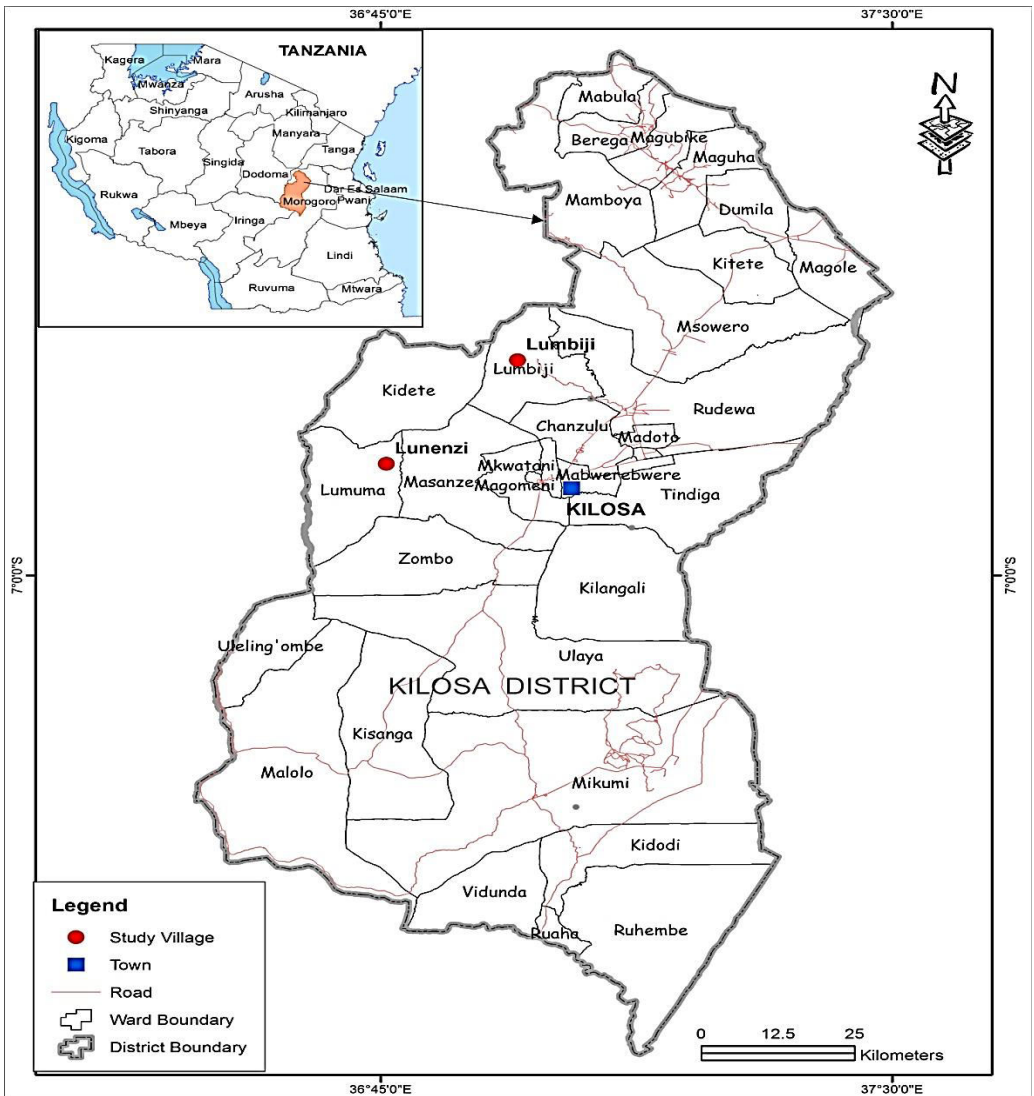 36°45'0"E
37°30'0"E
TANZANIA
Kagera
Mara
Mwanza
Arusha
Shinyanga
Kilimanjaro
Manyara
Kigoma
Tabora
Tanga
Singida
Dodoma
Rukwa
Dar Es Salaam
Morogoro
Pwani
Iringa
Mbeya
Lindi
Ruvuma
Mtwara
N
Mabula
Berega
Magubike
Maguha
Mamboya
Dumila
Kitete
Magole
Msowero
Lumbiji
Lumbiji
Kidete
Rudewa
Chanzulu
Madoto
Lunenzi
Mkwatani
Mabwerebwere
Lumuma
Masanze
Magomeni
Tindiga
KILOSA
Zombo
7°0'0"S
7°0'0"S
Kilangali
Uleling'ombe
Ulaya
KILOSA DISTRICT
Kisanga
Malolo
Mikumi
Kidodi
Vidunda
Ruaha
Ruhembe
Legend
Study Village
Town
Road
Ward Boundary
District Boundary
0 12.5 25
Kilometers
36°45'0"E
37°30'0"E